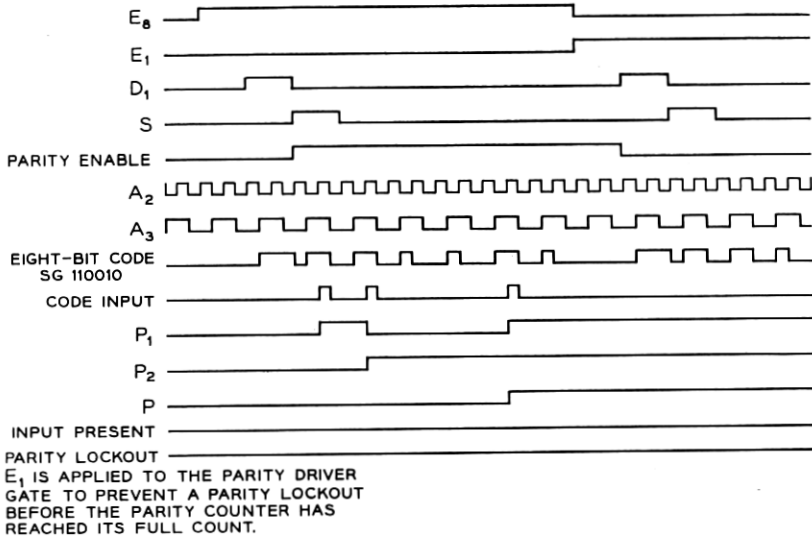 E8
E1
D1
S
PARITY ENABLE
A2
A3
EIGHT-BIT CODE
SG 110010
CODE INPUT
P1
P2
P
INPUT PRESENT
PARITY LOCKOUT
E1 IS APPLIED TO THE PARITY DRIVER
GATE TO PREVENT A PARITY LOCKOUT
BEFORE THE PARITY COUNTER HAS
REACHED ITS FULL COUNT.